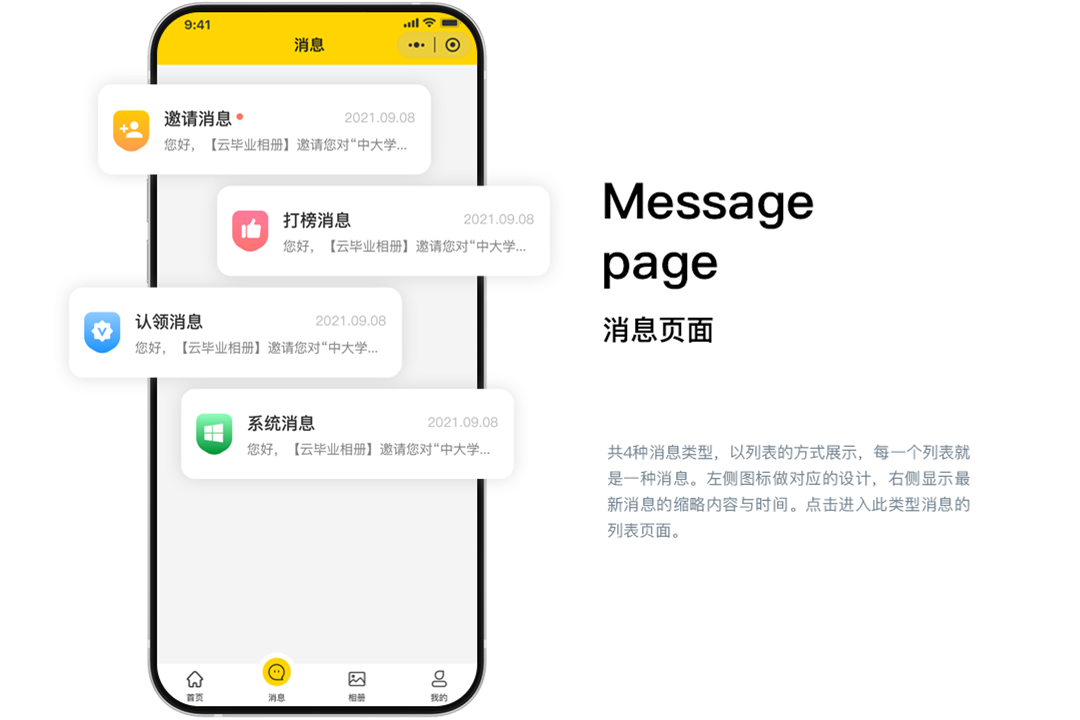 9:41
消息
邀请消息
2021.09.08
您好，【云毕业相册】邀请您对“中大学...
打榜消息
2021.09.08
您好，【云毕业相册】邀请您对“中大学...
认领消息
2021.09.08
您好，【云毕业相册】邀请您对“中大学...
系统消息
2021.09.08
您好，【云毕业相册】邀请您对“中大学...
首页
消息
相册
我的
Message
page
消息页面
共4种消息类型，以列表的方式展示，每一个列表就
是一种消息。左侧图标做对应的设计，右侧显示最
新消息的缩略内容与时间。点击进入此类型消息的
列表页面。